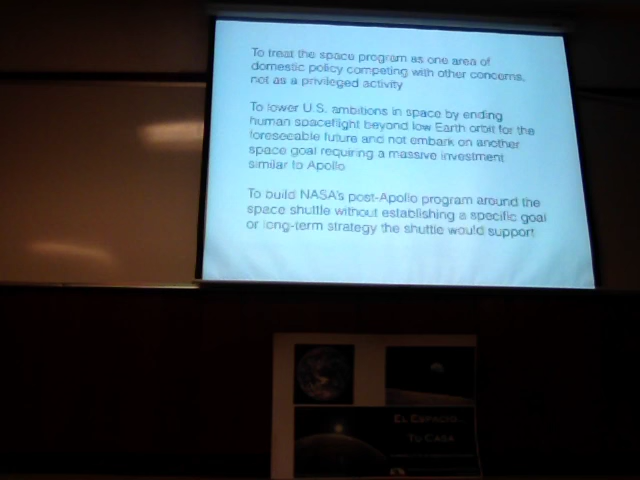 To treat the space program as one area of
domestic policy competing with other concerns,
not as a privileged activity
To lower U.S. ambitions in space by ending
human spaceflight beyond low Earth orbit for the
foreseeable future and not embark on another
space goal requiring a massive investment
similar to Apollo
To build NASA's post-Apollo program around the
space shuttle without establishing a specific goal
or long-term strategy the shuttle would support
EL ESPACIO
TU CASA